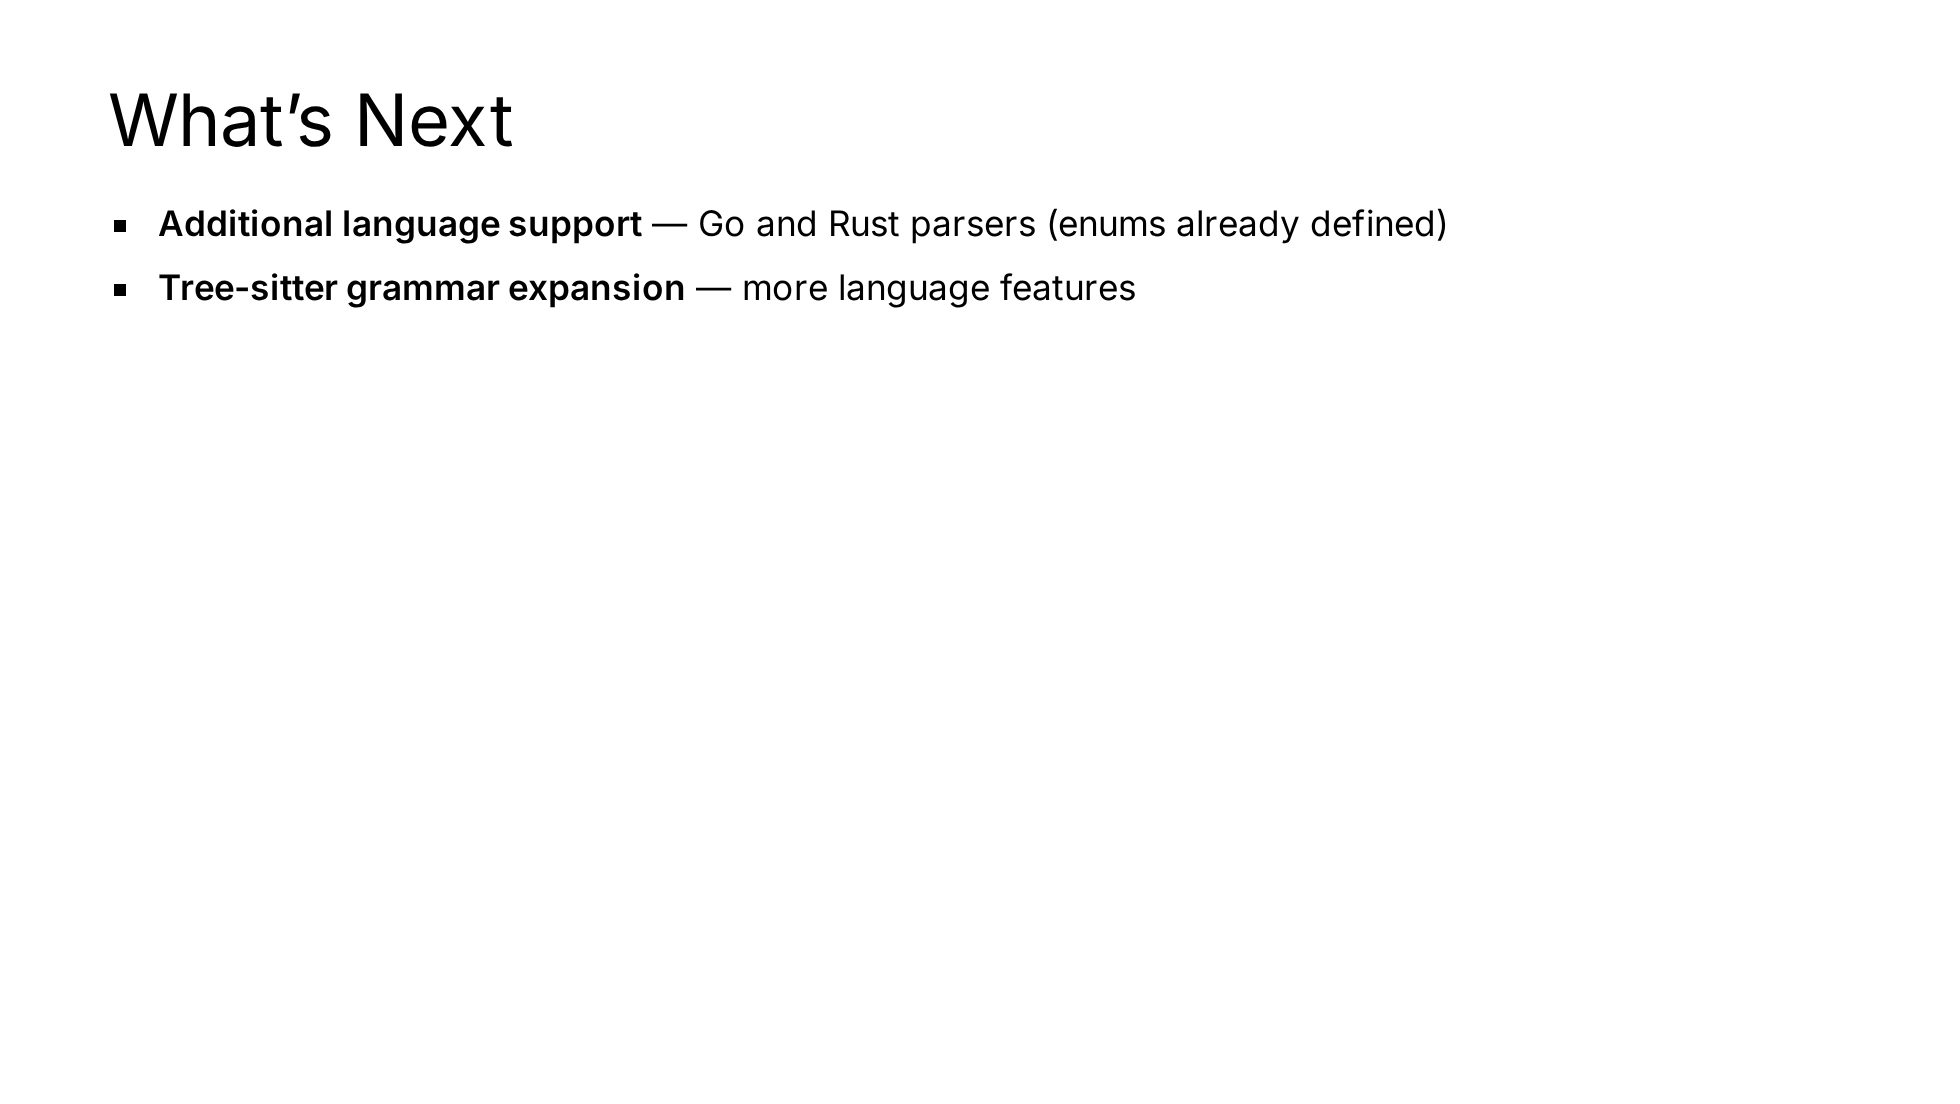 What’s Next
▪ Additional language support — Go and Rust parsers (enums already defined)
▪ Tree-sitter grammar expansion — more language features